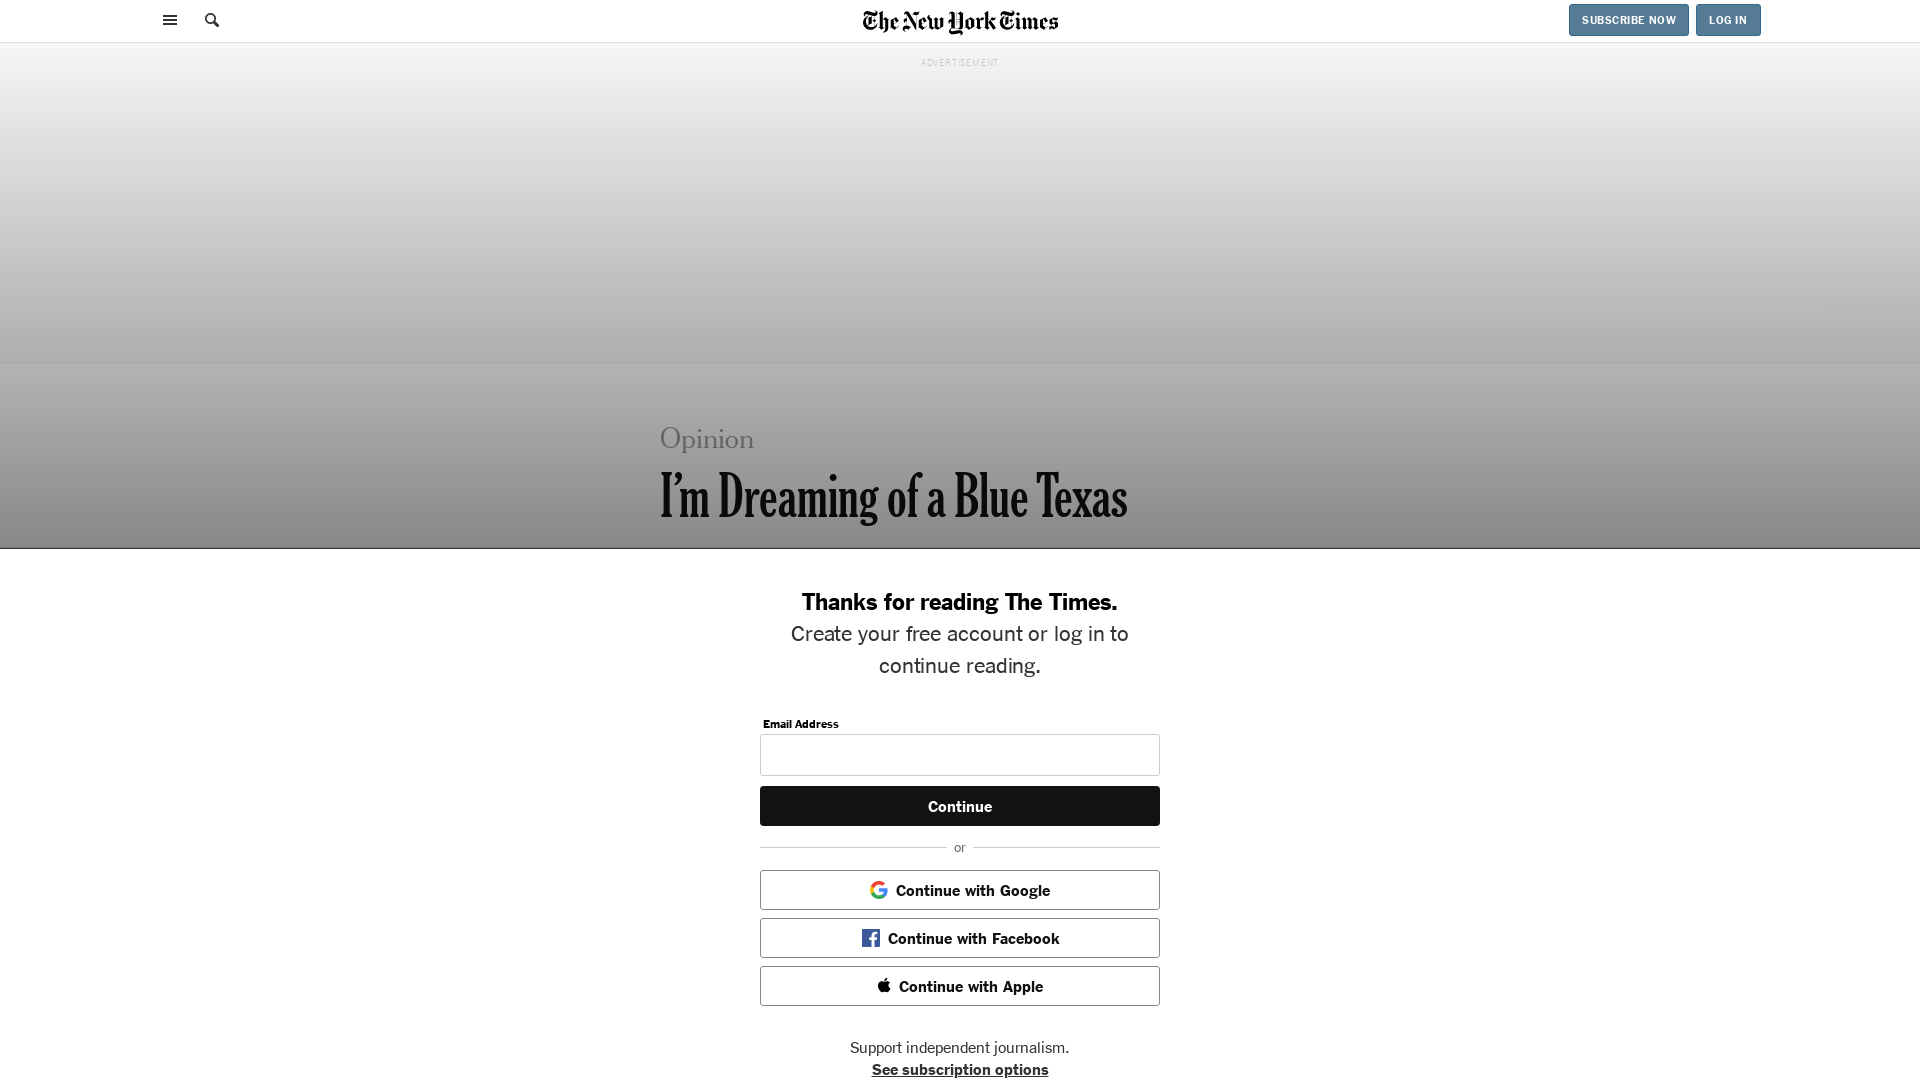 The New York Times
SUBSCRIBE NOW
LOG IN
ADVERTISEMENT
Opinion
I’m Dreaming of a Blue Texas
Thanks for reading The Times.
Create your free account or log in to
continue reading.
Email Address
Continue
or
Continue with Google
Continue with Facebook
Continue with Apple
Support independent journalism.
See subscription options